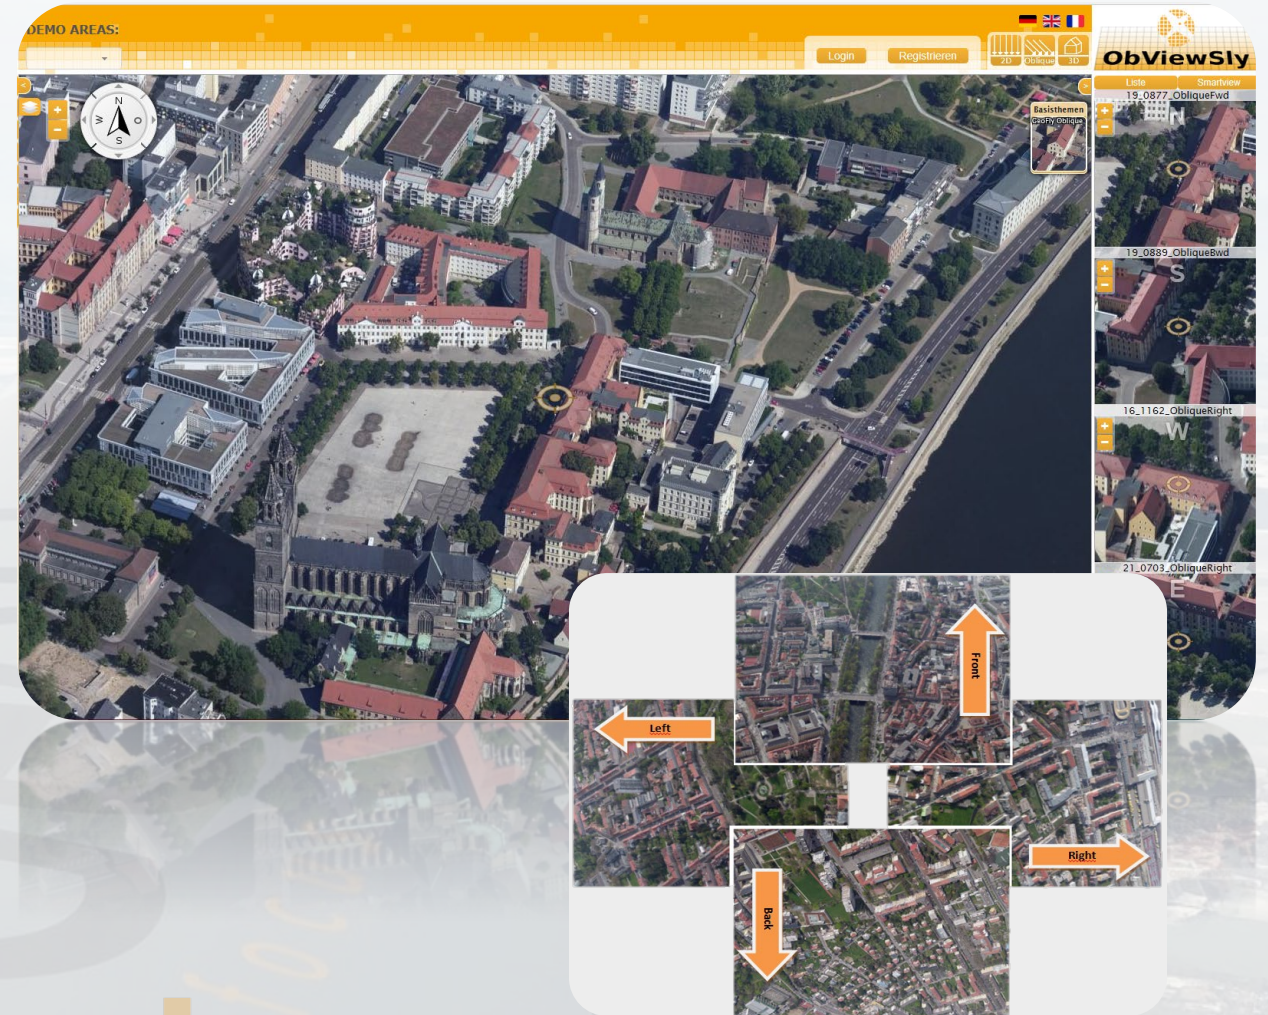 DEMO AREAS:
Login
Registrieren
2D
Oblique
3D
ObViewSly
Liste
Smartview
<
>
N
W
O
S
+
−
Basisthemen
GeoFly Oblique
19_0877_ObliqueFwd
+
−
N
19_0889_ObliqueBwd
+
−
S
16_1162_ObliqueRight
+
−
W
21_0703_ObliqueRight
E
Front
Left
Right
Back